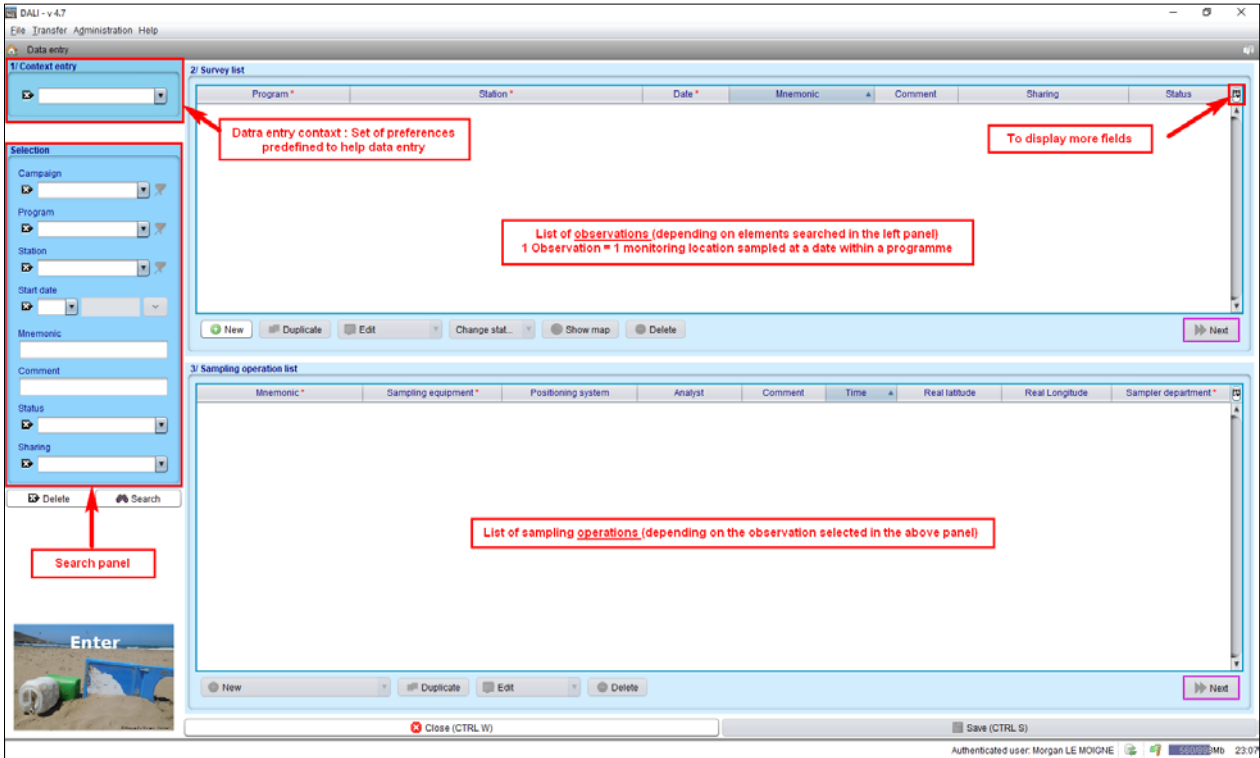 DALI - v 4.7
File Transfer Administration Help
Data entry
1/ Context entry
Selection
Campaign
Program
Station
Start date
Mnemonic
Comment
Status
Sharing
Delete Search
Search panel
Enter
2/ Survey list
Program * Station * Date * Mnemonic Comment Sharing Status
Datra entry contaxt : Set of preferences
predefined to help data entry
To display more fields
List of observations (depending on elements searched in the left panel)
1 Observation = 1 monitoring location sampled at a date within a programme
New Duplicate Edit Change stat... Show map Delete Next
3/ Sampling operation list
Mnemonic * Sampling equipment * Positioning system Analyst Comment Time Real latitude Real Longitude Sampler department *
List of sampling operations (depending on the observation selected in the above panel)
New Duplicate Edit Delete Next
Close (CTRL W) Save (CTRL S)
Authenticated user: Morgan LE MOIGNE 23:07